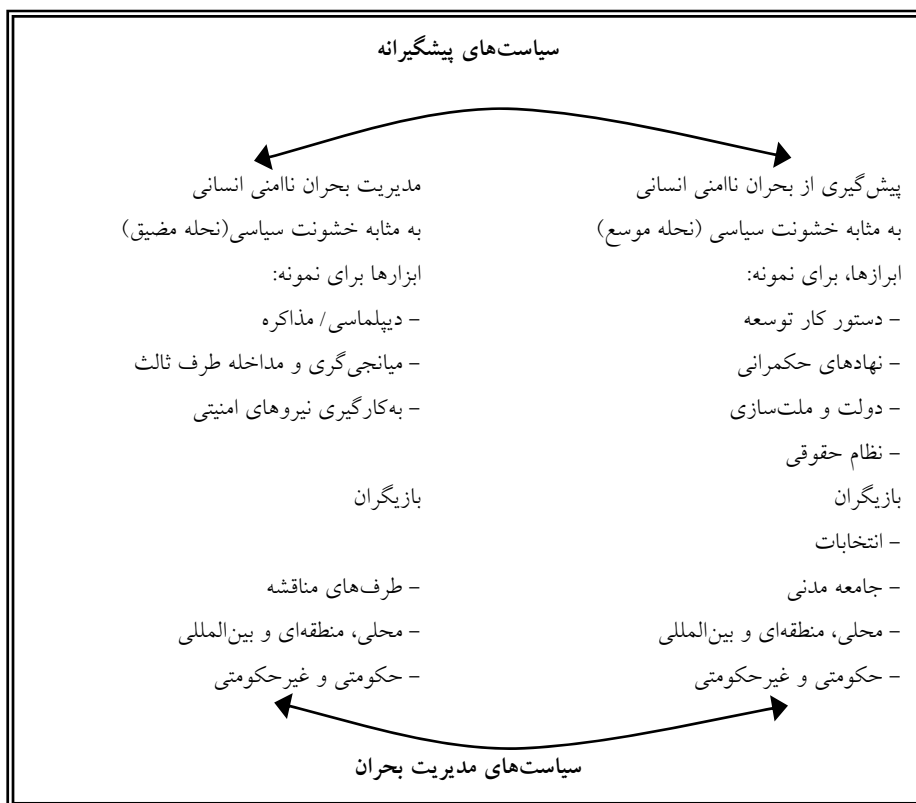 سیاست‌های پیشگیرانه
پیش‌گیری از بحران ناامنی انسانی
به مثابه خشونت سیاسی (نحله موسع)
ابرازها، برای نمونه:
- دستور کار توسعه
- نهادهای حکمرانی
- دولت و ملت‌سازی
- نظام حقوقی
بازیگران
- انتخابات
- جامعه مدنی
- محلی، منطقه‌ای و بین‌المللی
- حکومتی و غیرحکومتی
مدیریت بحران ناامنی انسانی
به مثابه خشونت سیاسی(نحله مضیق)
ابزارها برای نمونه:
- دیپلماسی/ مذاکره
- میانجی‌گری و مداخله طرف ثالث
- به‌کارگیری نیروهای امنیتی
بازیگران
- طرف‌های مناقشه
- محلی، منطقه‌ای و بین‌المللی
- حکومتی و غیرحکومتی
سیاست‌های مدیریت بحران